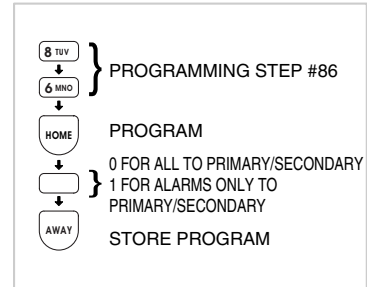 8 TUV
6 MNO
PROGRAMMING STEP #86
HOME
PROGRAM
0 FOR ALL TO PRIMARY/SECONDARY
1 FOR ALARMS ONLY TO
PRIMARY/SECONDARY
AWAY
STORE PROGRAM